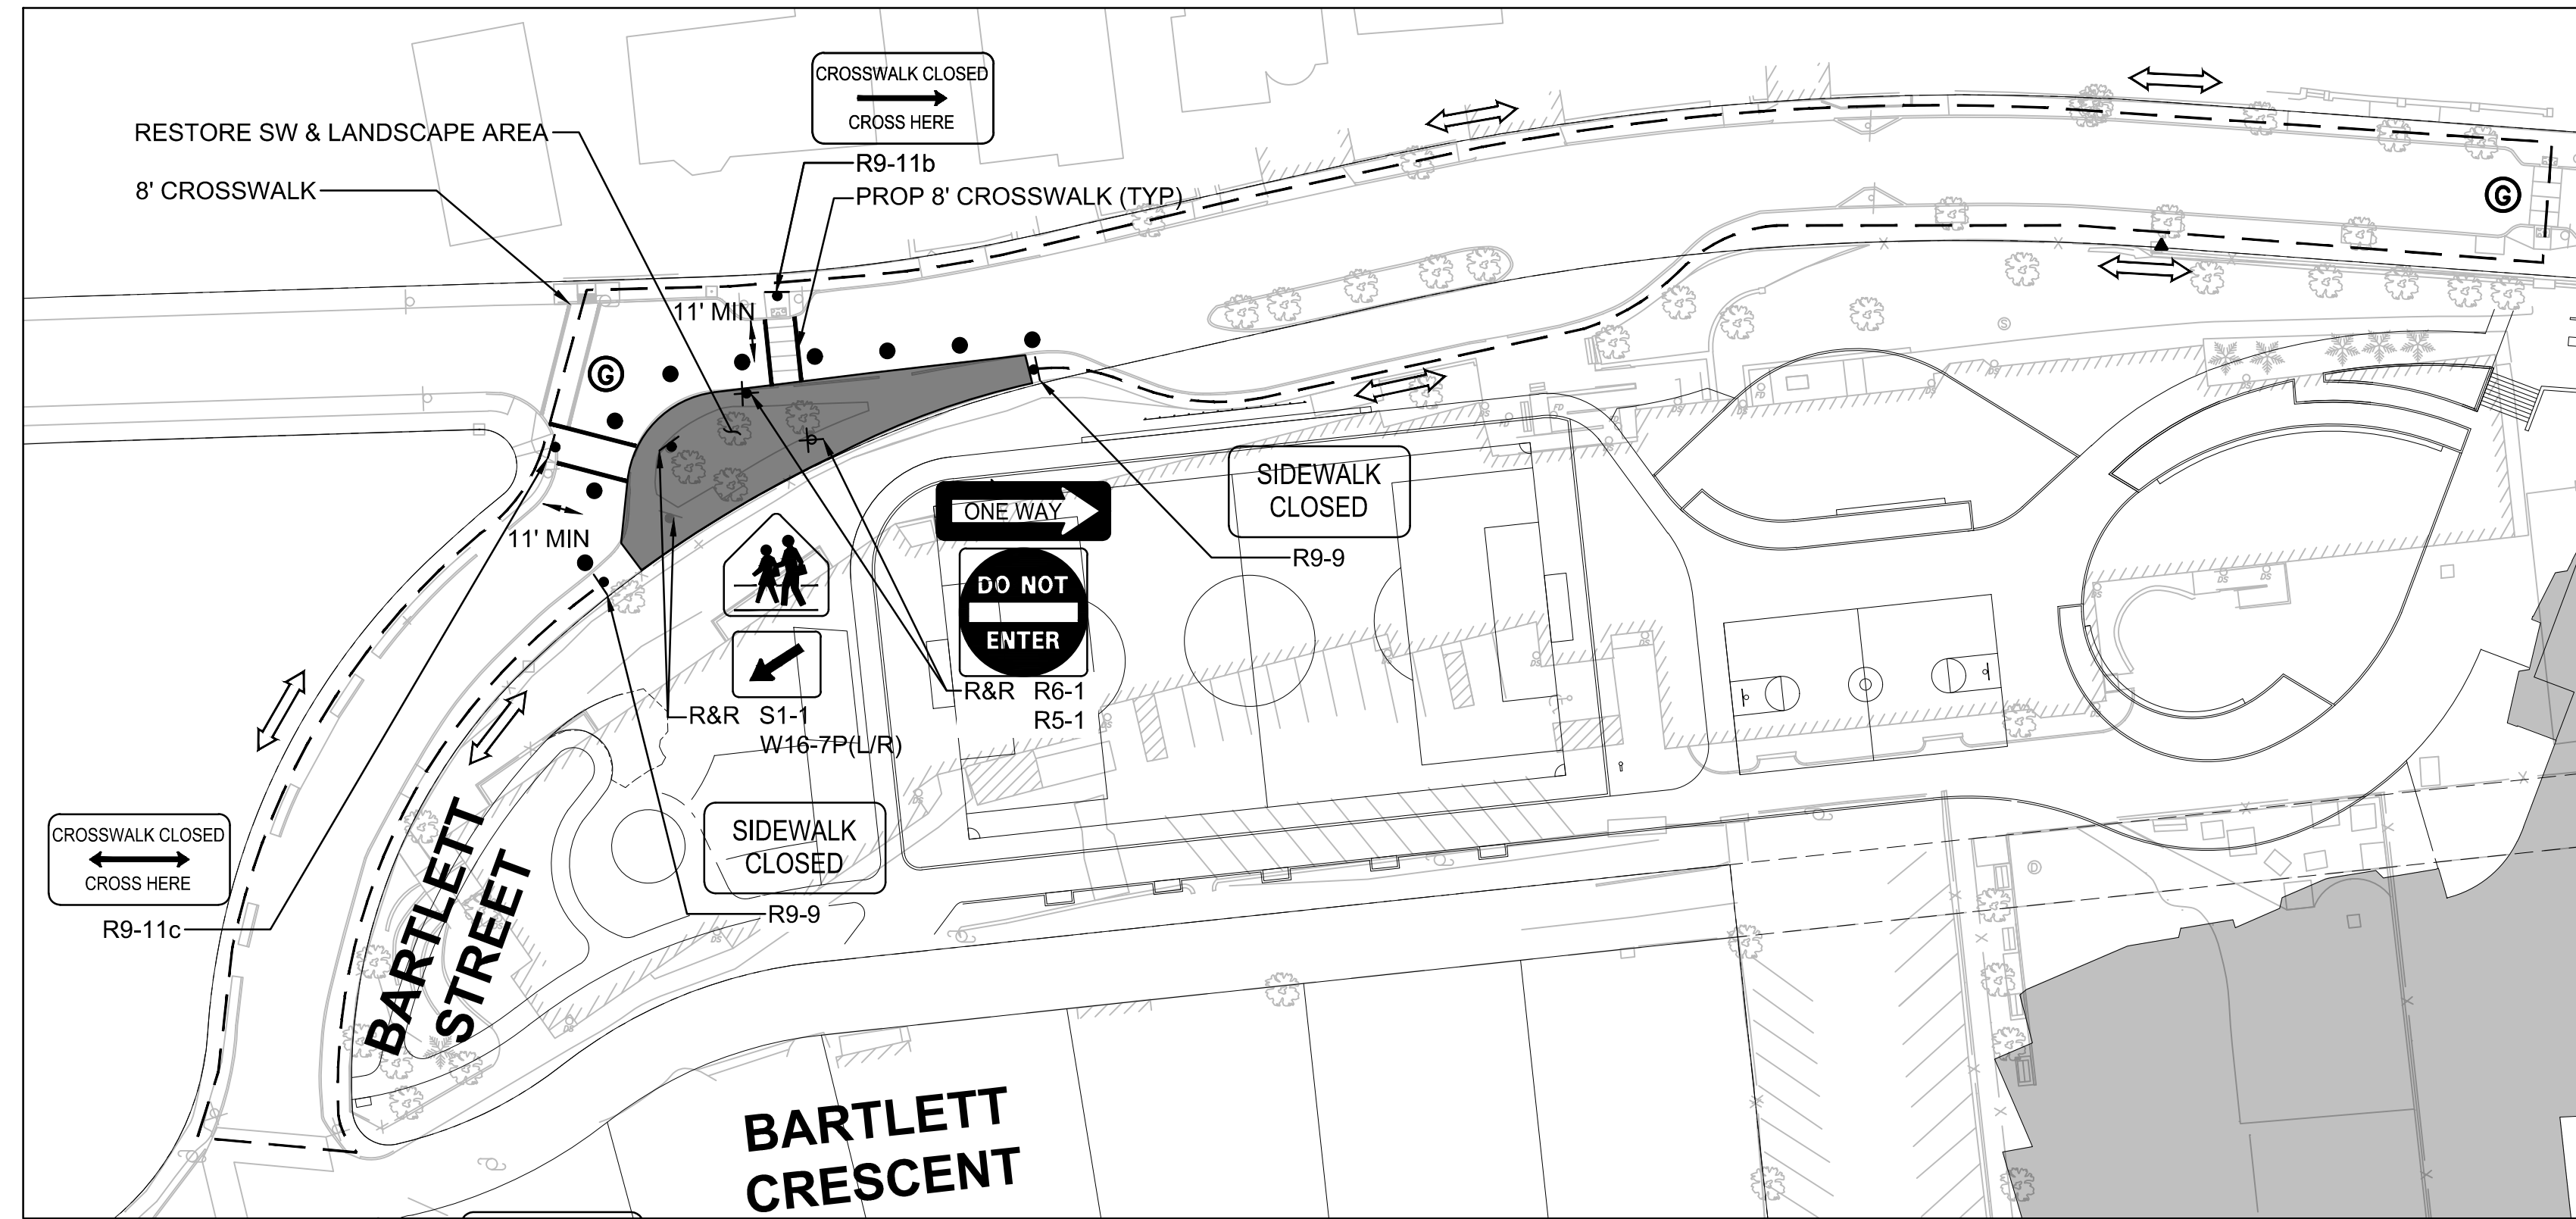 CROSSWALK CLOSED
CROSS HERE
R9-11b
PROP 8' CROSSWALK (TYP)
RESTORE SW & LANDSCAPE AREA
8' CROSSWALK
11' MIN
G
G
11' MIN
ONE WAY
DO NOT
ENTER
R&R R6-1
R5-1
SIDEWALK
CLOSED
R9-9
R&R S1-1
W16-7P(L/R)
SIDEWALK
CLOSED
R9-9
CROSSWALK CLOSED
CROSS HERE
R9-11c
BARTLETT
STREET
BARTLETT
CRESCENT